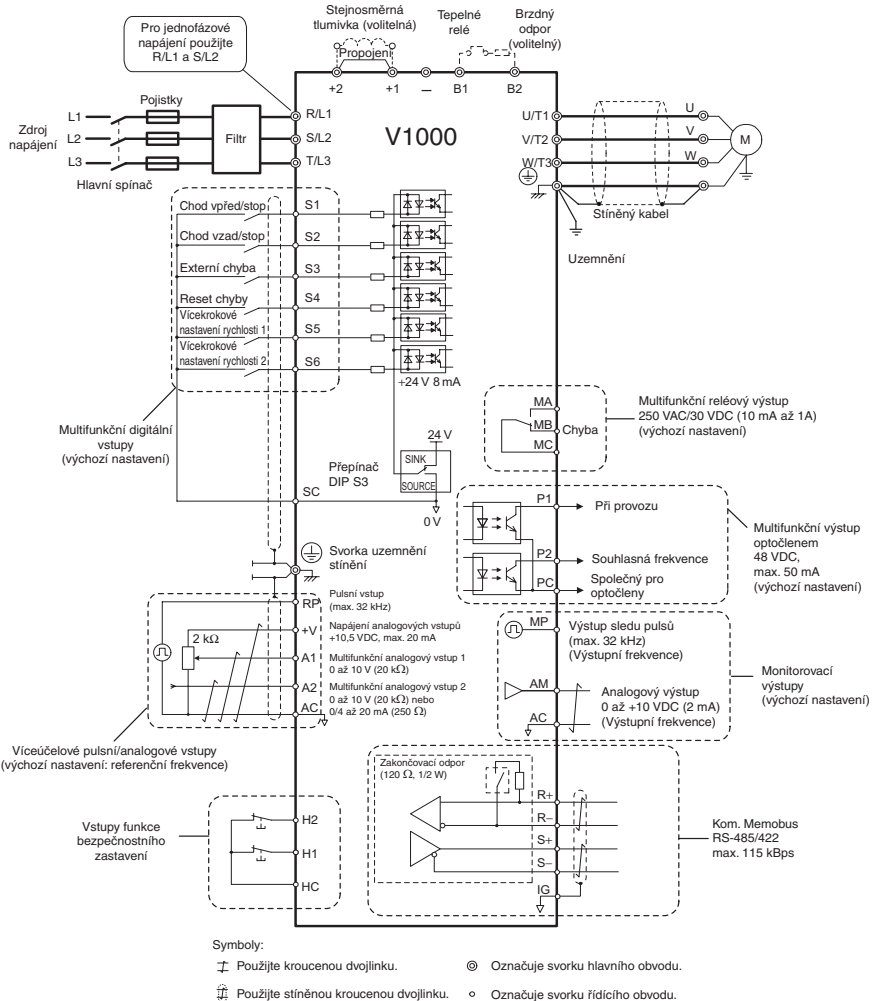 Stejnosměrná
tlumivka (volitelná)
Tepelné
relé
Brzdný
odpor
(volitelný)
Pro jednofázové
napájení použijte
R/L1 a S/L2
Propojení
+2
+1
–
B1
B2
Zdroj
napájení
L1
L2
L3
Pojistky
Filtr
Hlavní spínač
R/L1
S/L2
T/L3
V1000
U/T1
V/T2
W/T3
U
V
W
M
Stíněný kabel
Uzemnění
Chod vpřed/stop
S1
Chod vzad/stop
S2
Externí chyba
S3
Reset chyby
S4
Vícekrokové
nastavení rychlosti 1
S5
Vícekrokové
nastavení rychlosti 2
S6
+24 V 8 mA
Multifunkční digitální
vstupy
(výchozí nastavení)
Přepínač
DIP S3
24 V
SINK
SOURCE
0 V
SC
MA
MB
MC
Chyba
Multifunkční reléový výstup
250 VAC/30 VDC (10 mA až 1A)
(výchozí nastavení)
P1
Při provozu
P2
Souhlasná frekvence
PC
Společný pro
optočleny
Multifunkční výstup
optočlenem
48 VDC,
max. 50 mA
(výchozí nastavení)
Svorka uzemnění
stínění
RP
Pulsní vstup
(max. 32 kHz)
+V
Napájení analogových vstupů
+10,5 VDC, max. 20 mA
2 kΩ
A1
Multifunkční analogový vstup 1
0 až 10 V (20 kΩ)
A2
Multifunkční analogový vstup 2
0 až 10 V (20 kΩ) nebo
0/4 až 20 mA (250 Ω)
AC
Víceúčelové pulsní/analogové vstupy
(výchozí nastavení: referenční frekvence)
MP
Výstup sledu pulsů
(max. 32 kHz)
(Výstupní frekvence)
AM
Analogový výstup
0 až +10 VDC (2 mA)
(Výstupní frekvence)
AC
Monitorovací
výstupy
(výchozí nastavení)
Zakončovací odpor
(120 Ω, 1/2 W)
R+
R–
S+
S–
IG
Kom. Memobus
RS-485/422
max. 115 kBps
Vstupy funkce
bezpečnostního
zastavení
H2
H1
HC
Symboly:
Použijte kroucenou dvojlinku.
Označuje svorku hlavního obvodu.
Použijte stíněnou kroucenou dvojlinku.
Označuje svorku řídícího obvodu.